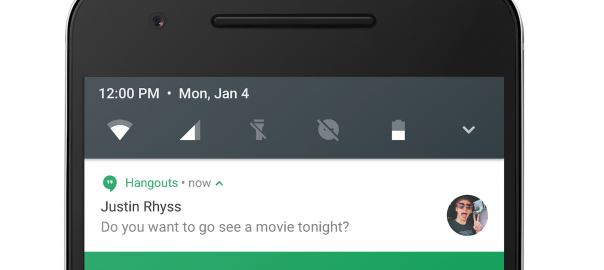 12:00 PM • Mon, Jan 4
Hangouts • now
Justin Rhyss
Do you want to go see a movie tonight?